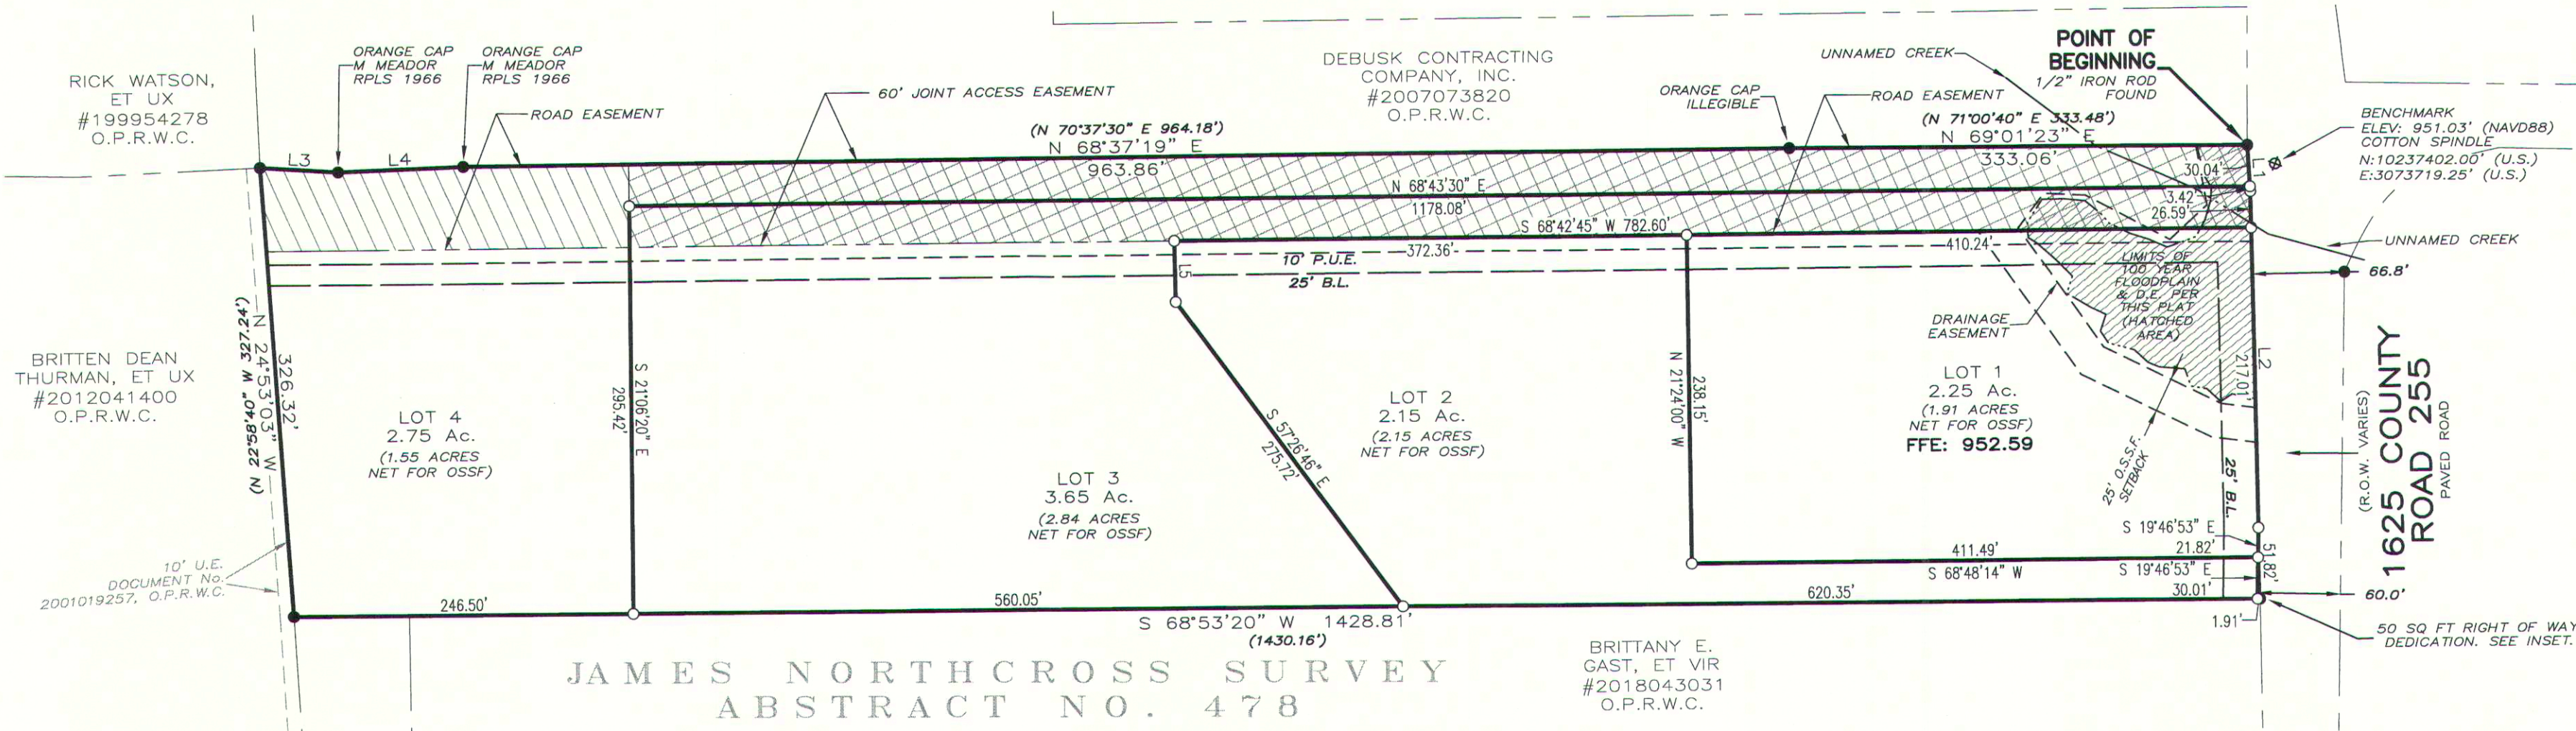 RICK WATSON,
ET UX
#199954278
O.P.R.W.C.
ORANGE CAP
M MEADOR
RPLS 1966
ORANGE CAP
M MEADOR
RPLS 1966
ROAD EASEMENT
60' JOINT ACCESS EASEMENT
DEBUSK CONTRACTING
COMPANY, INC.
#2007073820
O.P.R.W.C.
UNNAMED CREEK
ORANGE CAP
ILLEGIBLE
ROAD EASEMENT
POINT OF
BEGINNING
1/2" IRON ROD
FOUND
BENCHMARK
ELEV: 951.03' (NAVD88)
COTTON SPINDLE
N:10237402.00' (U.S.)
E:3073719.25' (U.S.)
L3
L4
(N 70°37'30" E 964.18')
N 68°37'19" E
963.86'
(N 71°00'40" E 333.48')
N 69°01'23" E
333.06'
30.04'
L1
N 68°43'30" E
1178.08'
3.42'
26.59'
S 68°42'45" W 782.60'
372.36'
410.24'
10' P.U.E.
25' B.L.
L5
UNNAMED CREEK
66.8'
LIMITS OF
100 YEAR
FLOODPLAIN
& D.E. PER
THIS PLAT
(HATCHED
AREA)
DRAINAGE
EASEMENT
BRITTEN DEAN
THURMAN, ET UX
#2012041400
O.P.R.W.C.
(N 22°58'40" W 327.24')
N 24°53'03" W
326.32'
LOT 4
2.75 Ac.
(1.55 ACRES
NET FOR OSSF)
S 21°06'20" E
295.42'
LOT 3
3.65 Ac.
(2.84 ACRES
NET FOR OSSF)
S 57°26'46" E
275.72'
LOT 2
2.15 Ac.
(2.15 ACRES
NET FOR OSSF)
N 21°24'00" W
238.15'
LOT 1
2.25 Ac.
(1.91 ACRES
NET FOR OSSF)
FFE: 952.59
25' O.S.S.F.
SETBACK
L2
217.01'
25' B.L.
(R.O.W. VARIES)
1625 COUNTY
ROAD 255
PAVED ROAD
S 19°46'53" E
21.82'
411.49'
S 68°48'14" W
S 19°46'53" E
30.01'
51.82'
60.0'
1.91'
50 SQ FT RIGHT OF WAY
DEDICATION. SEE INSET.
10' U.E.
DOCUMENT No.
2001019257, O.P.R.W.C.
246.50'
560.05'
620.35'
S 68°53'20" W 1428.81'
(1430.16')
BRITTANY E.
GAST, ET VIR
#2018043031
O.P.R.W.C.
JAMES NORTHCROSS SURVEY
ABSTRACT NO. 478